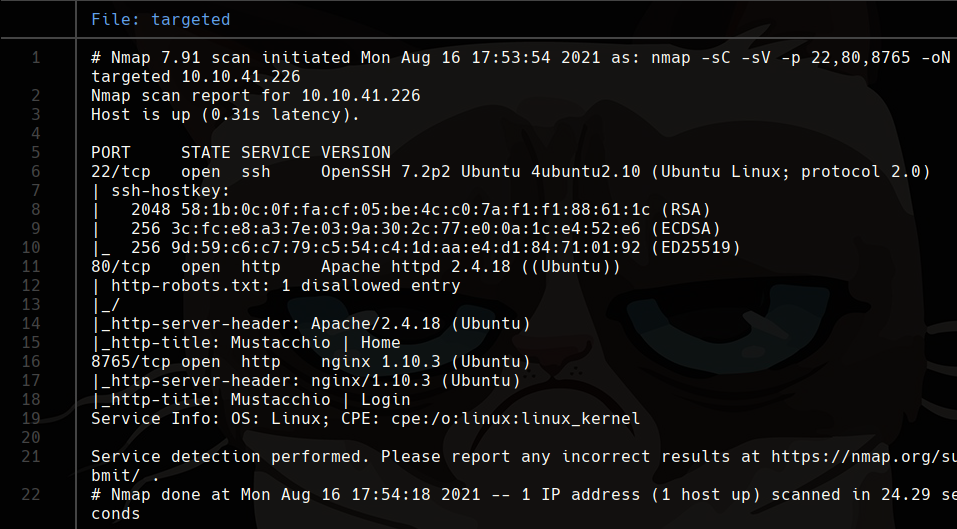 File: targeted
1 # Nmap 7.91 scan initiated Mon Aug 16 17:53:54 2021 as: nmap -sC -sV -p 22,80,8765 -oN
targeted 10.10.41.226
2 Nmap scan report for 10.10.41.226
3 Host is up (0.31s latency).
4
5 PORT     STATE SERVICE VERSION
6 22/tcp   open  ssh     OpenSSH 7.2p2 Ubuntu 4ubuntu2.10 (Ubuntu Linux; protocol 2.0)
7 | ssh-hostkey:
8 |   2048 58:1b:0c:0f:fa:cf:05:be:4c:c0:7a:f1:f1:88:61:1c (RSA)
9 |   256 3c:fc:e8:a3:7e:03:9a:30:2c:77:e0:0a:1c:e4:52:e6 (ECDSA)
10 |_  256 9d:59:c6:c7:79:c5:54:c4:1d:aa:e4:d1:84:71:01:92 (ED25519)
11 80/tcp   open  http    Apache httpd 2.4.18 ((Ubuntu))
12 | http-robots.txt: 1 disallowed entry
13 |_/
14 |_http-server-header: Apache/2.4.18 (Ubuntu)
15 |_http-title: Mustacchio | Home
16 8765/tcp open  http    nginx 1.10.3 (Ubuntu)
17 |_http-server-header: nginx/1.10.3 (Ubuntu)
18 |_http-title: Mustacchio | Login
19 Service Info: OS: Linux; CPE: cpe:/o:linux:linux_kernel
20
21 Service detection performed. Please report any incorrect results at https://nmap.org/su
bmit/ .
22 # Nmap done at Mon Aug 16 17:54:18 2021 -- 1 IP address (1 host up) scanned in 24.29 se
conds